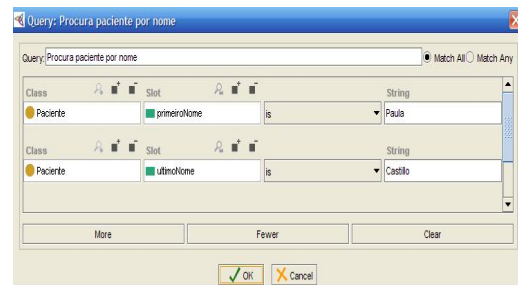 Query: Procura paciente por nome
Query: Procura paciente por nome Match All Match Any
Class Slot String
Paciente primeiroNome is Paula
Class Slot String
Paciente ultimoNome is Castillo
More Fewer Clear
OK Cancel